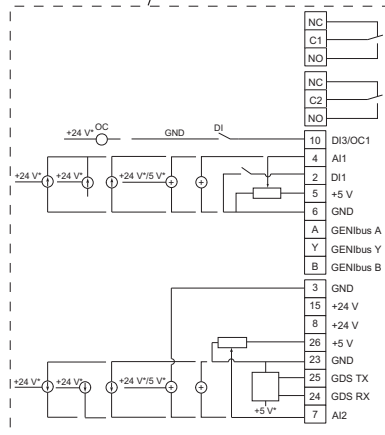 NC
C1
NO
NC
C2
NO
+24 V* OC GND DI 10 DI3/OC1
4 AI1
+24 V* +24 V* +24 V*/5 V* 2 DI1
5 +5 V
6 GND
A GENIbus A
Y GENIbus Y
B GENIbus B
3 GND
15 +24 V
8 +24 V
26 +5 V
23 GND
+24 V* +24 V* +24 V*/5 V* 25 GDS TX
24 GDS RX
+5 V* 7 AI2